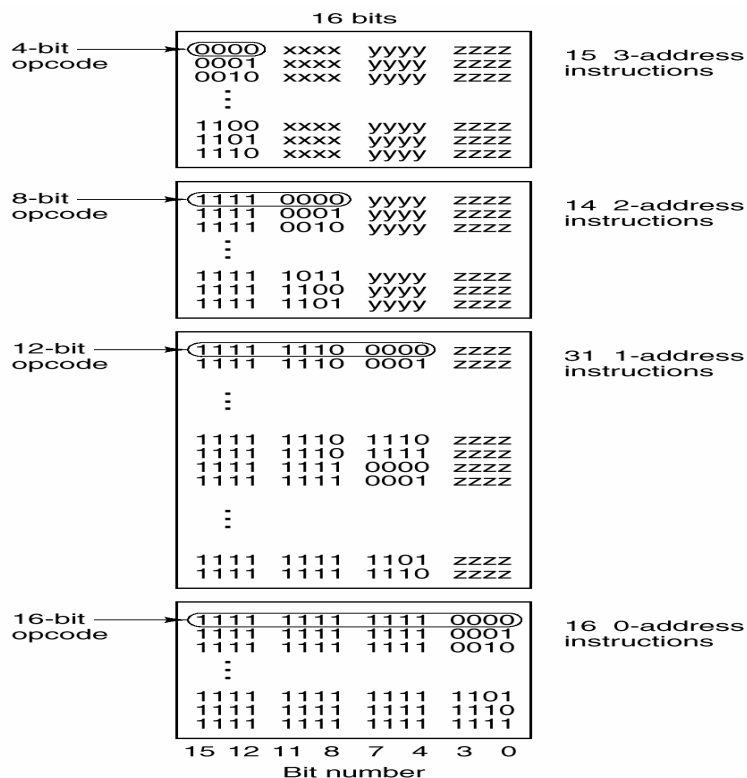 16 bits
4-bit opcode
0000 xxxx yyyy zzzz
0001 xxxx yyyy zzzz
0010 xxxx yyyy zzzz
⋮
1100 xxxx yyyy zzzz
1101 xxxx yyyy zzzz
1110 xxxx yyyy zzzz
15 3-address
instructions
8-bit
opcode
1111 0000 yyyy zzzz
1111 0001 yyyy zzzz
1111 0010 yyyy zzzz
⋮
1111 1011 yyyy zzzz
1111 1100 yyyy zzzz
1111 1101 yyyy zzzz
14 2-address
instructions
12-bit
opcode
1111 1110 0000 zzzz
1111 1110 0001 zzzz
⋮
1111 1110 1110 zzzz
1111 1110 1111 zzzz
1111 1111 0000 zzzz
1111 1111 0001 zzzz
⋮
1111 1111 1101 zzzz
1111 1111 1110 zzzz
31 1-address
instructions
16-bit
opcode
1111 1111 1111 0000
1111 1111 1111 0001
1111 1111 1111 0010
⋮
1111 1111 1111 1101
1111 1111 1111 1110
1111 1111 1111 1111
16 0-address
instructions
15 12 11 8 7 4 3 0
Bit number